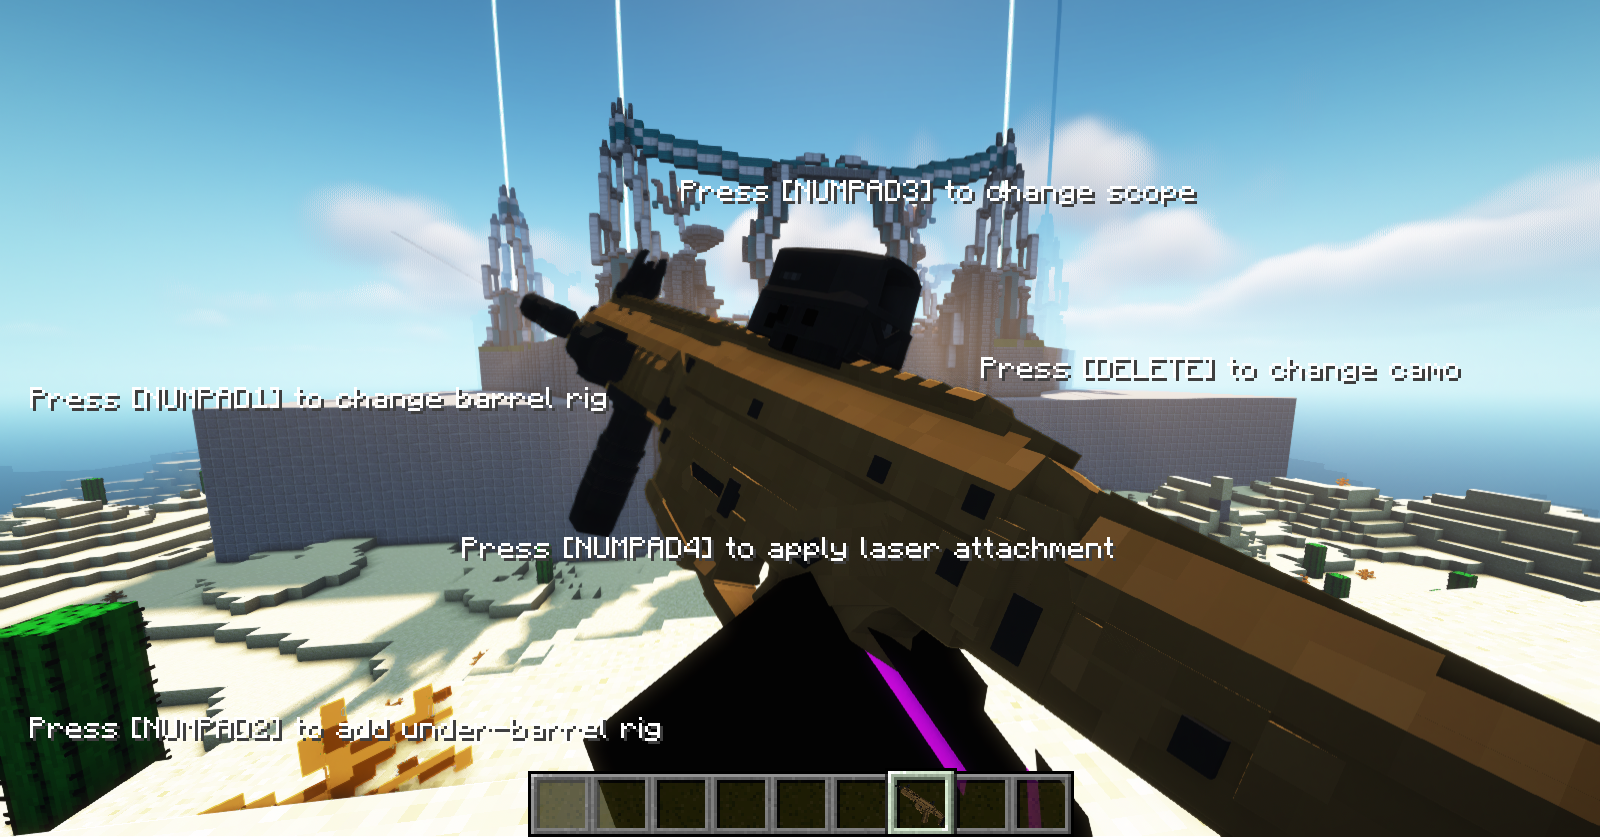 Press [NUMPAD3] to change scope
Press [DELETE] to change camo
Press [NUMPAD1] to change barrel rig
Press [NUMPAD4] to apply laser attachment
Press [NUMPAD2] to add under-barrel rig